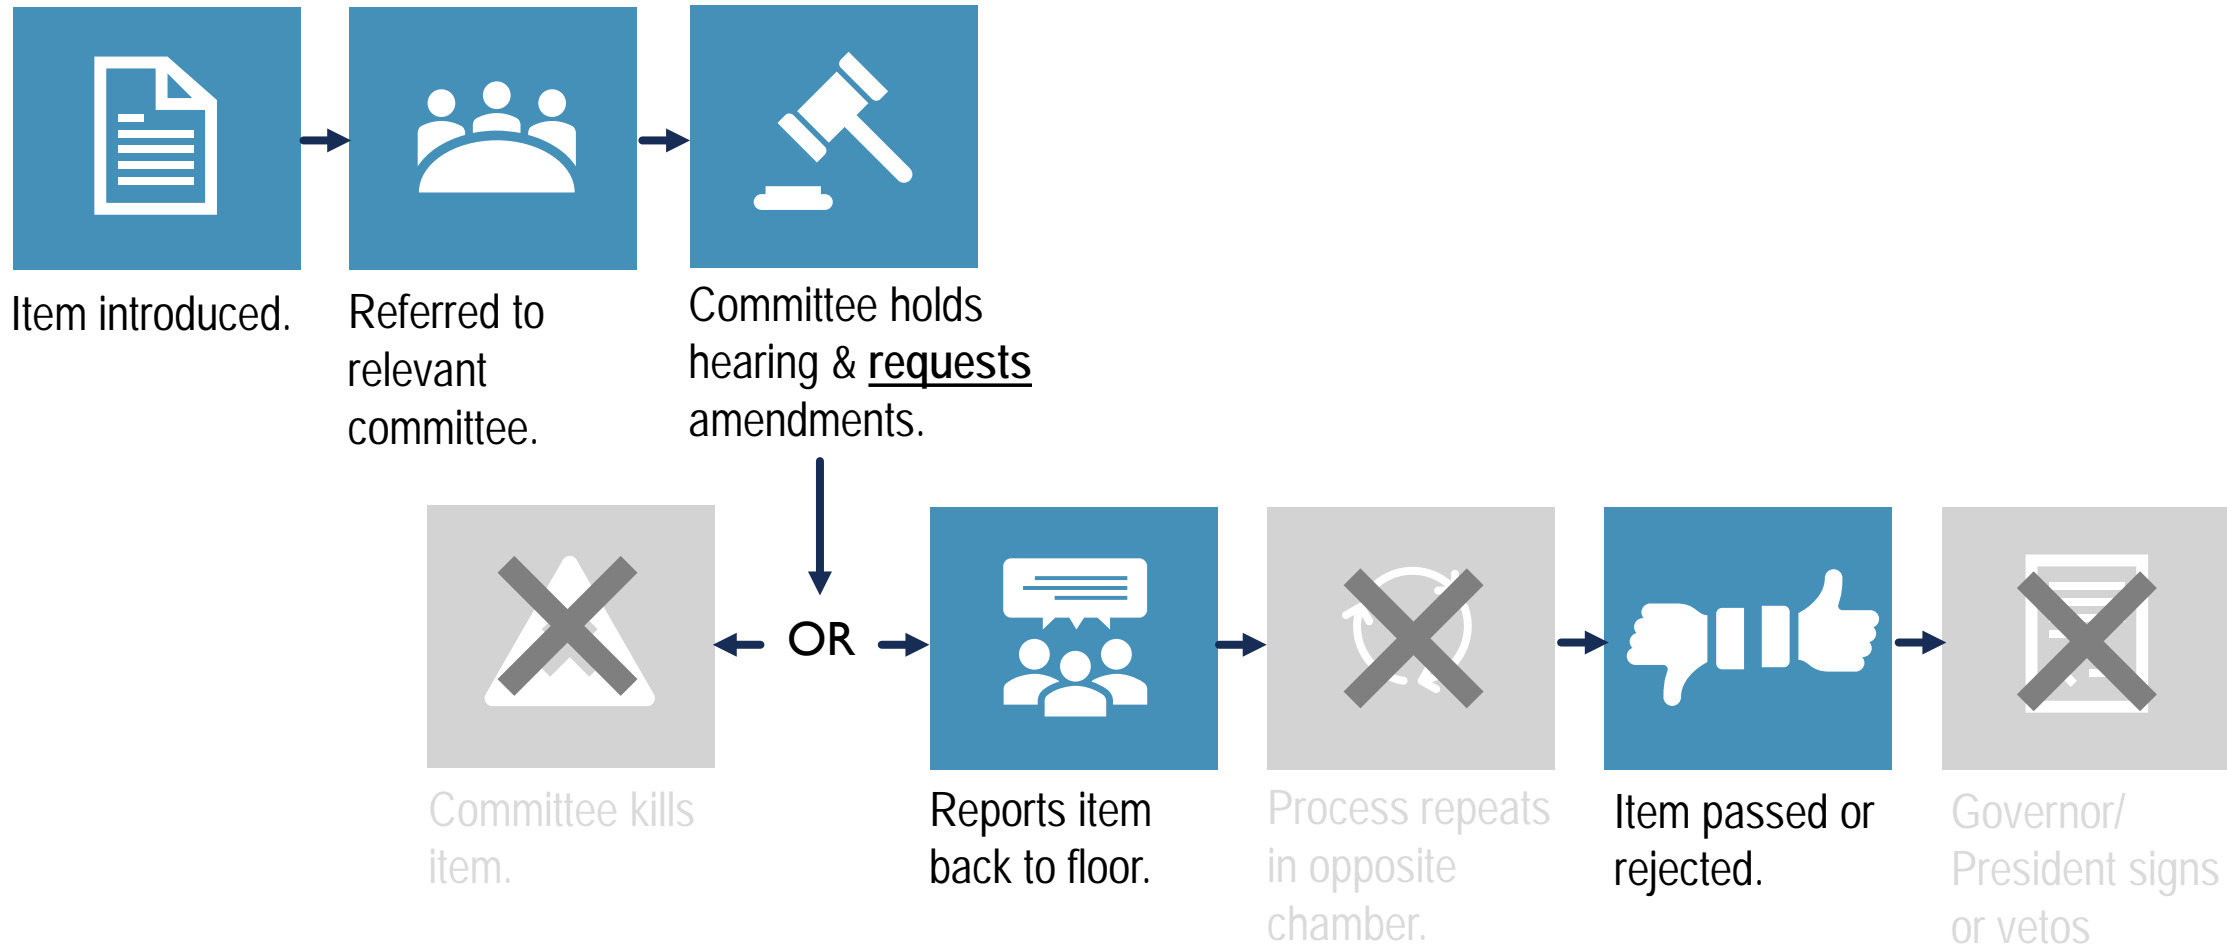 Item introduced.
Referred to
relevant
committee.
Committee holds
hearing & requests
amendments.
OR
Committee kills
item.
Reports item
back to floor.
Process repeats
in opposite
chamber.
Item passed or
rejected.
Governor/
President signs
or vetos